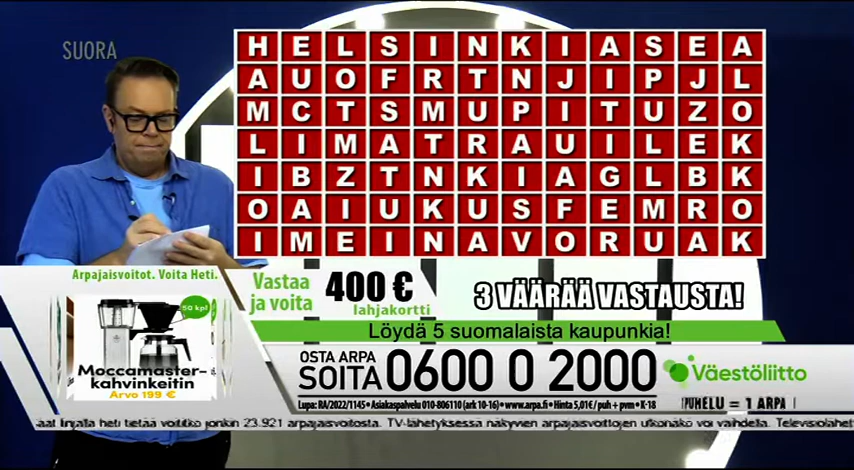 SUORA
H E L S I N K I A S E A
A U O F R T N J I P J L
M C T S M U P I T U Z O
L I M A T R A U I L E K
I B Z T N K I A G L B K
O A I U K U S F E M R O
I M E I N A V O R U A K
Arpajaisvoitot. Voita Heti.
50 kpl
Moccamaster-
kahvinkeitin
Arvo 199 €
Vastaa
ja voita
400 €
lahjakortti
3 VÄÄRÄÄ VASTAUSTA!
Löydä 5 suomalaista kaupunkia!
OSTA ARPA
SOITA 0600 0 2000
Väestöliitto
Lupa: RA/2022/1145 • Asiakaspalvelu 010-806110 (ark 10-16) • www.arpa.fi • Hinta 5,01€/ puh + pvm • K-18
PUHELU = 1 ARPA
aa! linjalla heti tietää voititko jonkin 23.921 arpajaisvoitosta. TV-lähetyksessä näkyvien arpajaisvoittojen ulkonäkö voi vaihdella. Televisiolähet